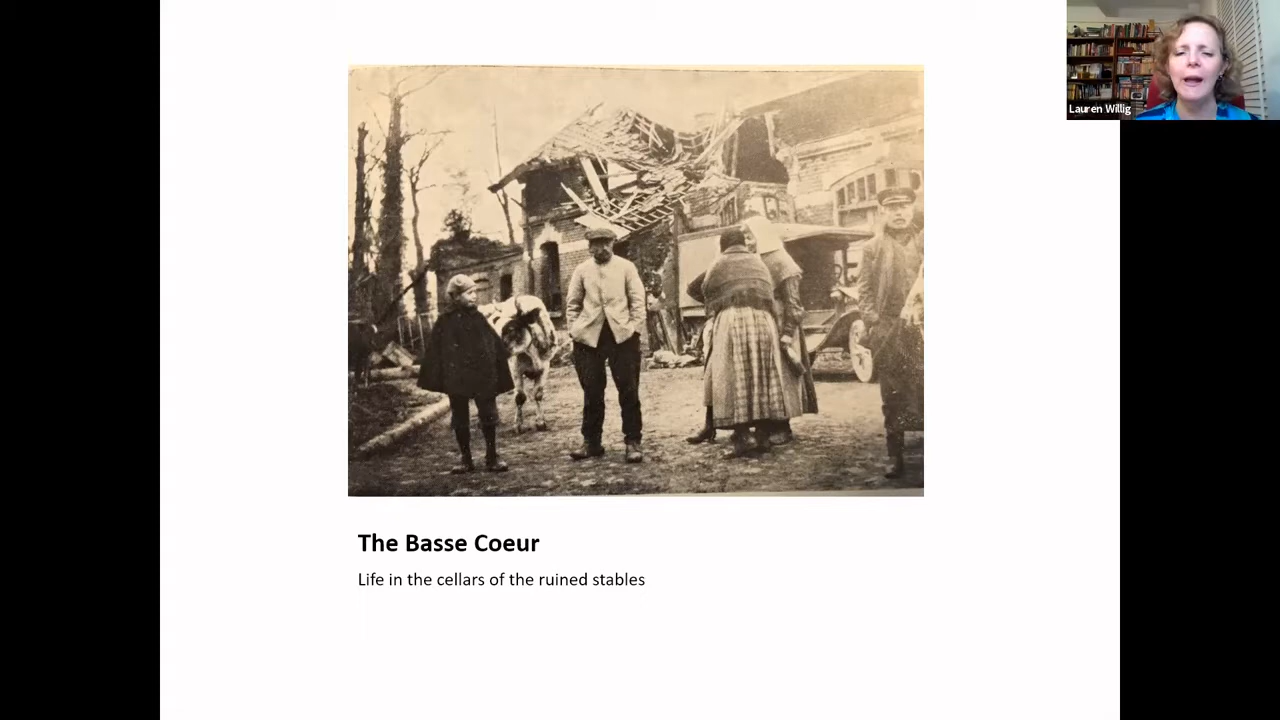 Lauren Willig
The Basse Coeur
Life in the cellars of the ruined stables